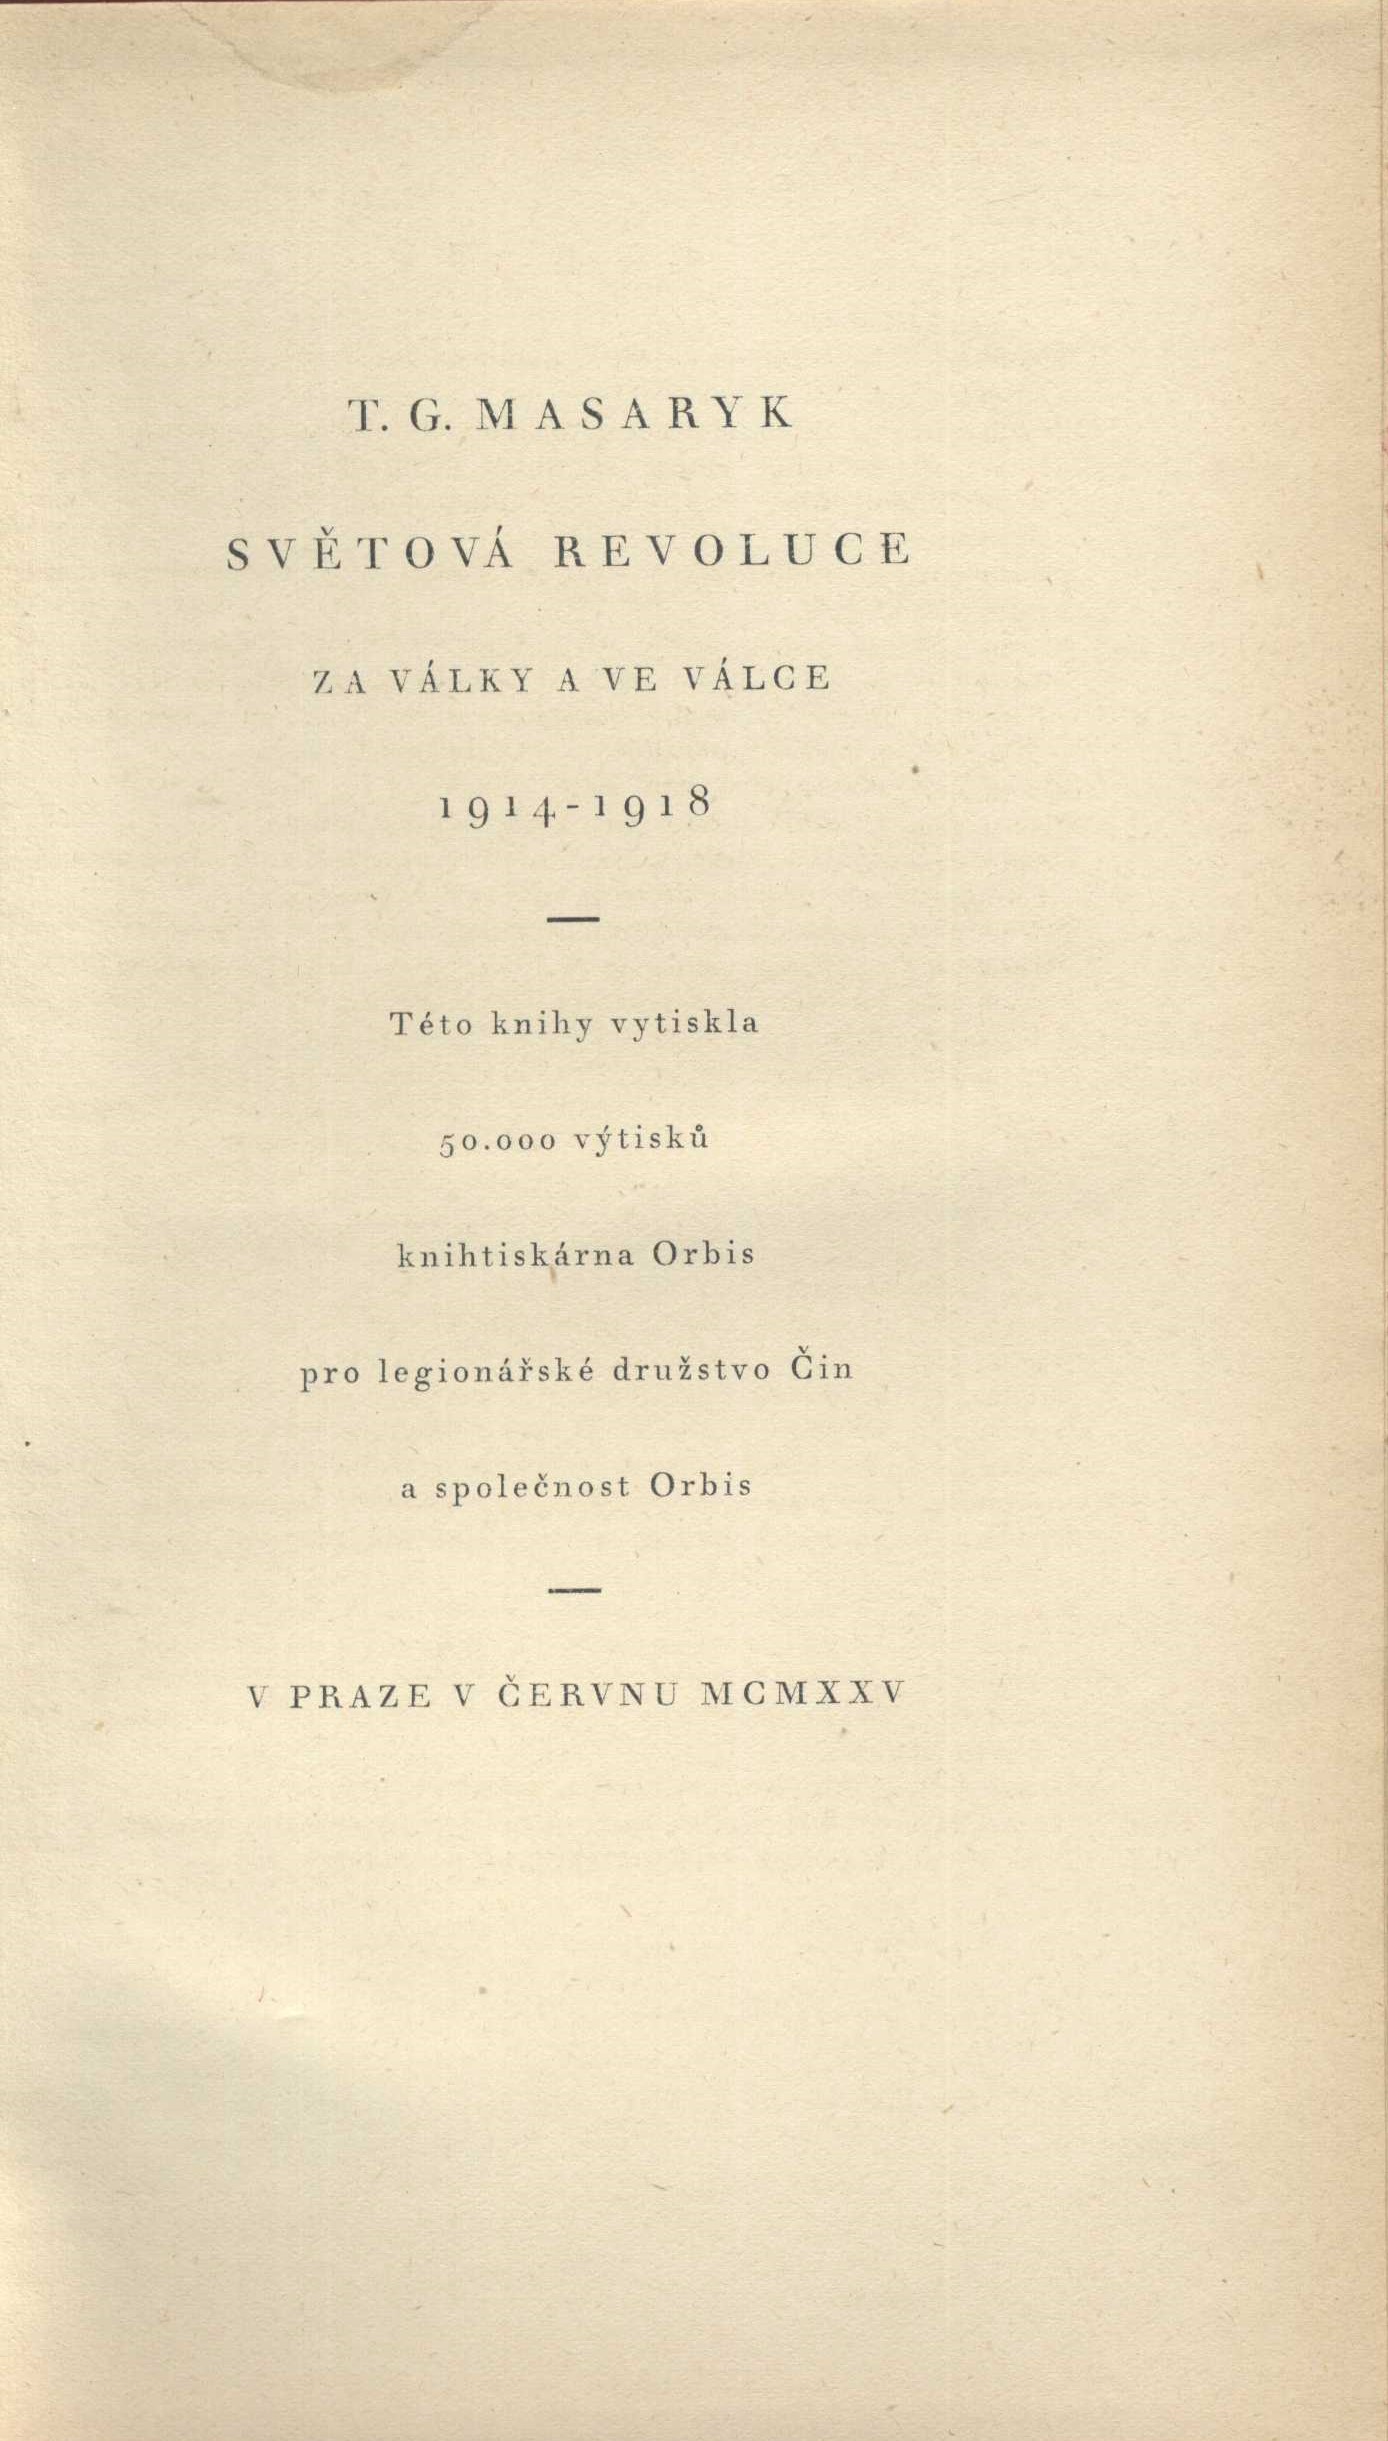 T. G. MASARYK
SVĚTOVÁ REVOLUCE
ZA VÁLKY A VE VÁLCE
1914-1918
Této knihy vytiskla
50.000 výtisků
knihtiskárna Orbis
pro legionářské družstvo Čin
a společnost Orbis
V PRAZE V ČERVNU MCMXXV